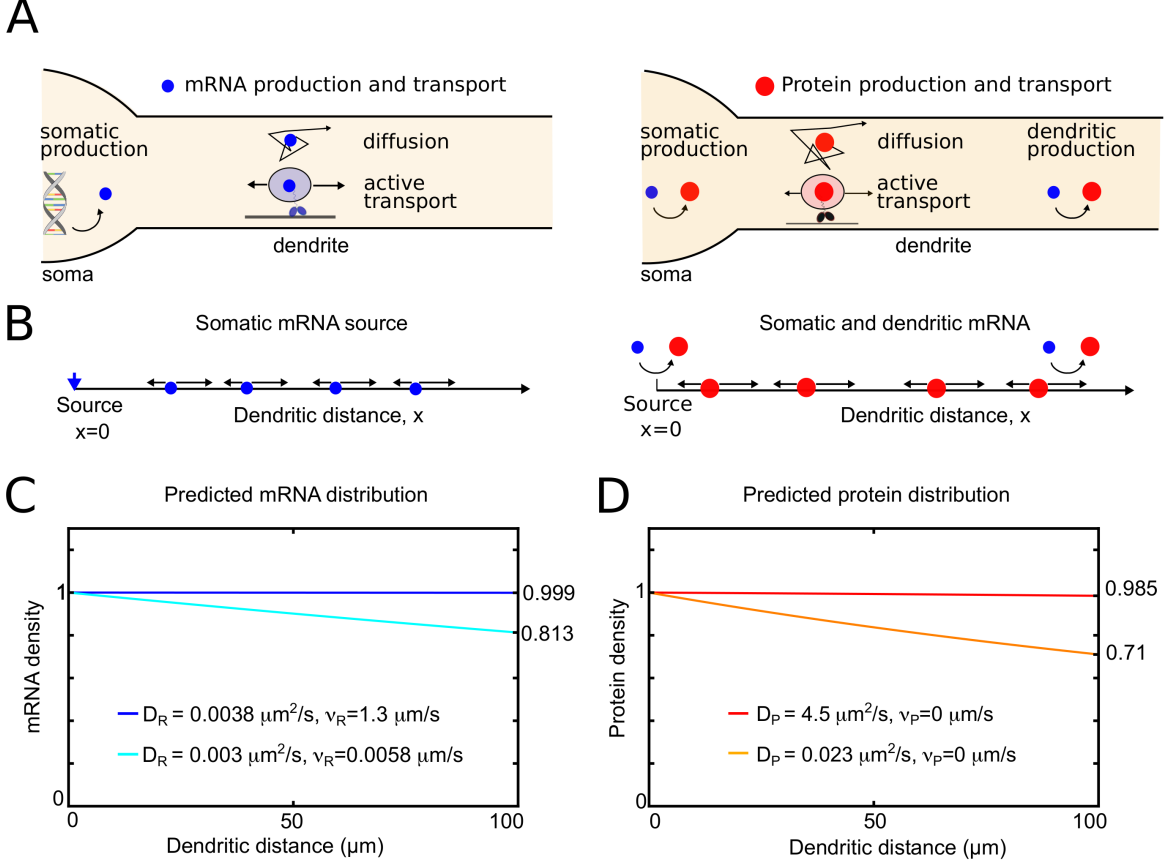 A
mRNA production and transport
somatic
production
diffusion
active
transport
dendrite
soma
Protein production and transport
somatic
production
diffusion
dendritic
production
active
transport
dendrite
soma
B
Somatic mRNA source
Source
x=0
Dendritic distance, x
Somatic and dendritic mRNA
Source
x=0
Dendritic distance, x
C
Predicted mRNA distribution
mRNA density
1
0
0.999
0.813
D_R = 0.0038 μm²/s, ν_R=1.3 μm/s
D_R = 0.003 μm²/s, ν_R=0.0058 μm/s
0 50 100
Dendritic distance (μm)
D
Predicted protein distribution
Protein density
1
0
0.985
0.71
D_P = 4.5 μm²/s, ν_P=0 μm/s
D_P = 0.023 μm²/s, ν_P=0 μm/s
0 50 100
Dendritic distance (μm)